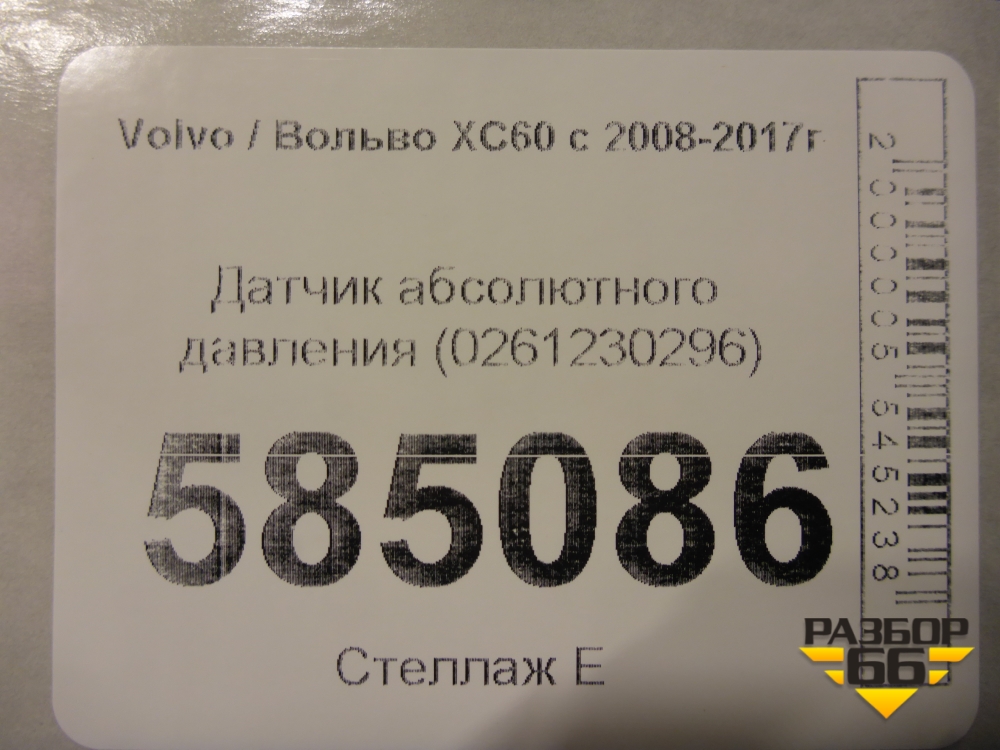 Volvo / Вольво XC60 с 2008-2017г
Датчик абсолютного
давления (0261230296)
585086
Стеллаж Е
2000005545238
РАЗБОР
66